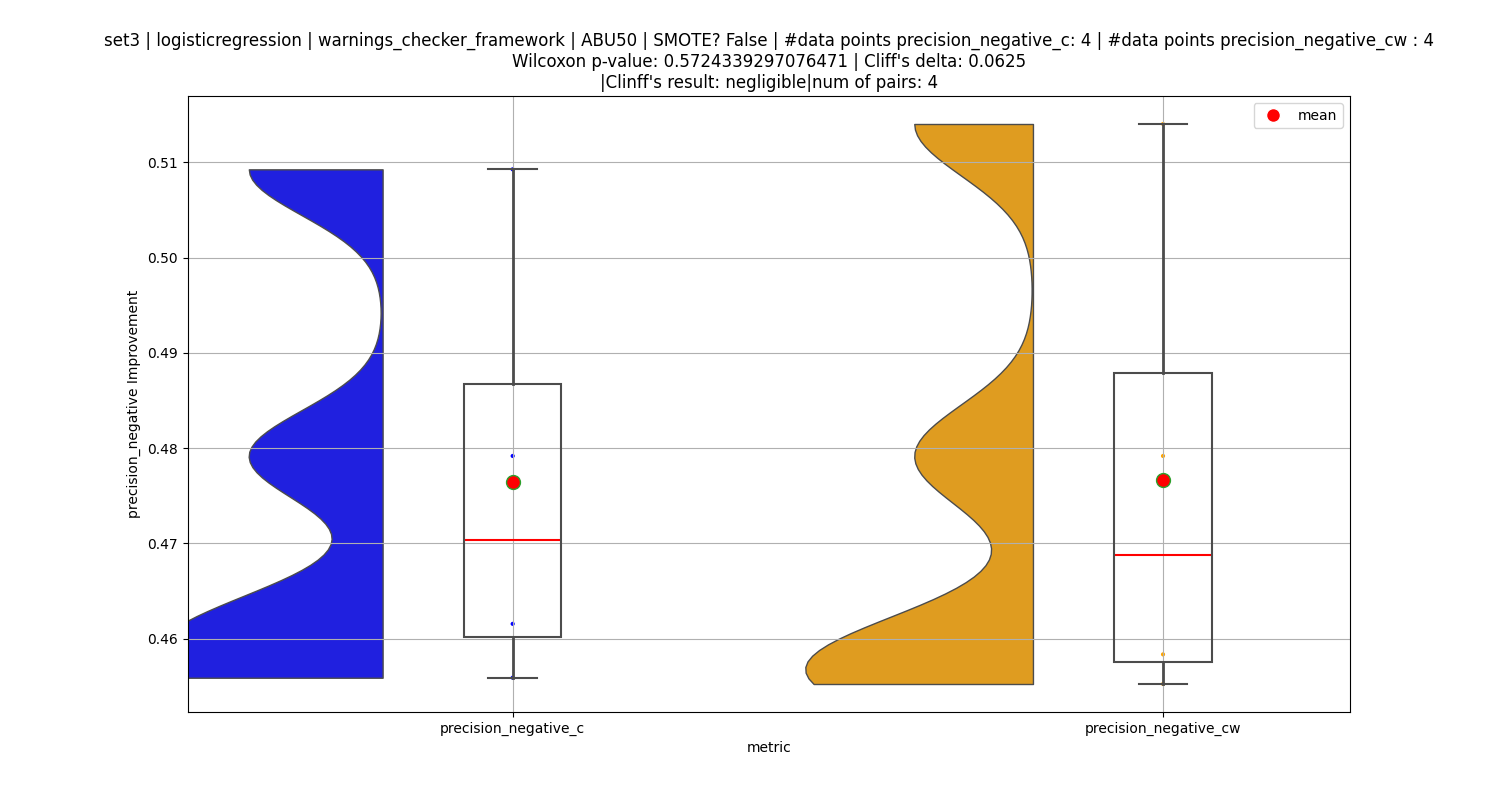 set3 | logisticregression | warnings_checker_framework | ABU50 | SMOTE? False | #data points precision_negative_c: 4 | #data points precision_negative_cw : 4
Wilcoxon p-value: 0.5724339297076471 | Cliff's delta: 0.0625
|Clinff's result: negligible|num of pairs: 4
mean
0.51
0.50
0.49
0.48
0.47
0.46
precision_negative Improvement
precision_negative_c
precision_negative_cw
metric